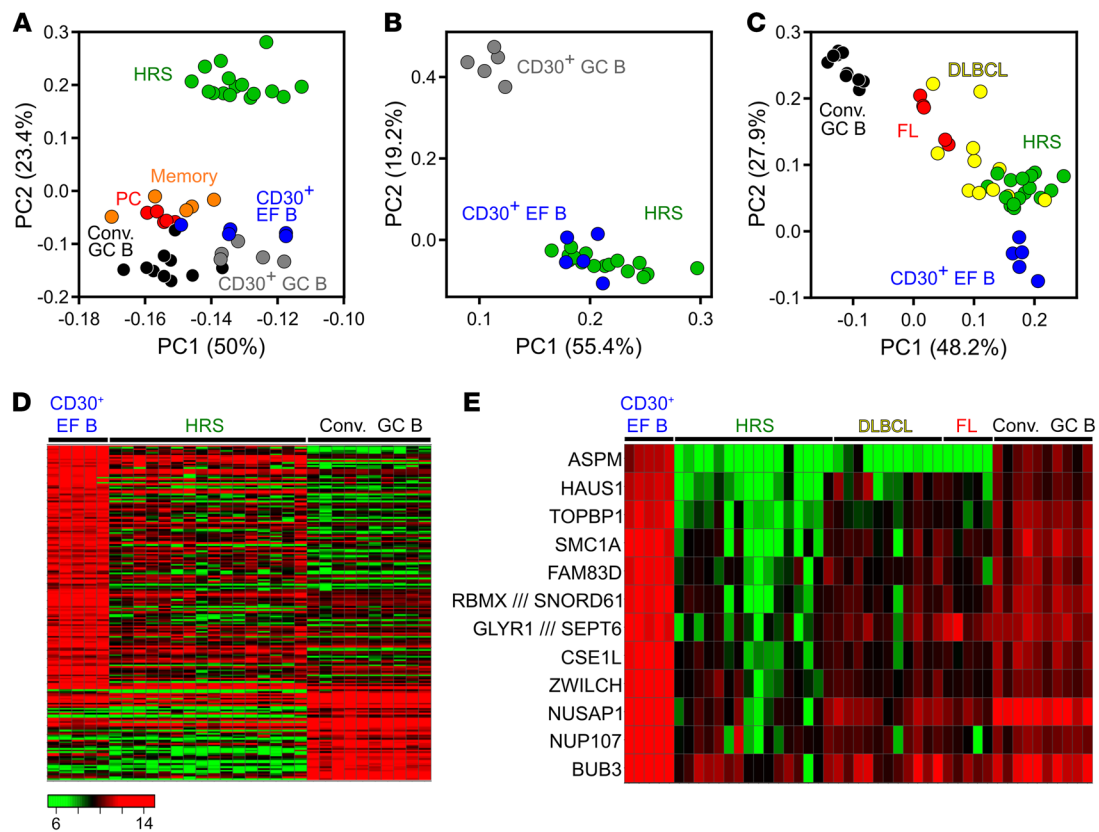 A
0.3
0.2
0.1
0.0
-0.1
-0.2
PC2 (23.4%)
HRS
Memory
PC
CD30+
EF B
Conv.
GC B
CD30+ GC B
-0.18
-0.16
-0.14
-0.12
-0.10
PC1 (50%)
B
0.4
0.2
0.0
PC2 (19.2%)
CD30+ GC B
CD30+ EF B
HRS
0.1
0.2
0.3
PC1 (55.4%)
C
0.3
0.2
0.1
0.0
-0.1
PC2 (27.9%)
DLBCL
Conv.
GC B
FL
HRS
CD30+ EF B
-0.1
0.0
0.1
0.2
PC1 (48.2%)
D
CD30+
EF B
HRS
Conv. GC B
6
14
E
CD30+
EF B
HRS
DLBCL
FL
Conv. GC B
ASPM
HAUS1
TOPBP1
SMC1A
FAM83D
RBMX /// SNORD61
GLYR1 /// SEPT6
CSE1L
ZWILCH
NUSAP1
NUP107
BUB3